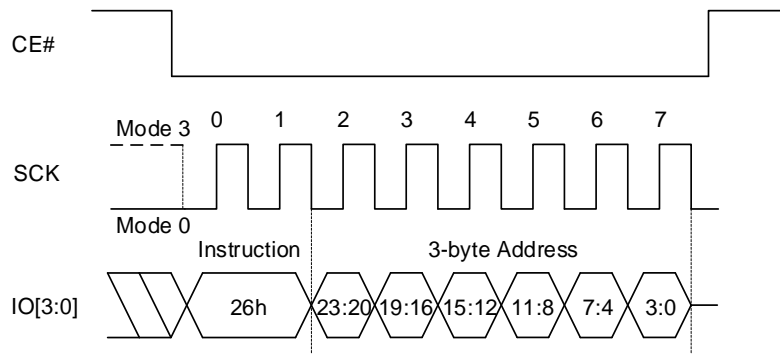 CE#
Mode 3
0 1 2 3 4 5 6 7
SCK
Mode 0
Instruction 3-byte Address
IO[3:0] 26h 23:20 19:16 15:12 11:8 7:4 3:0